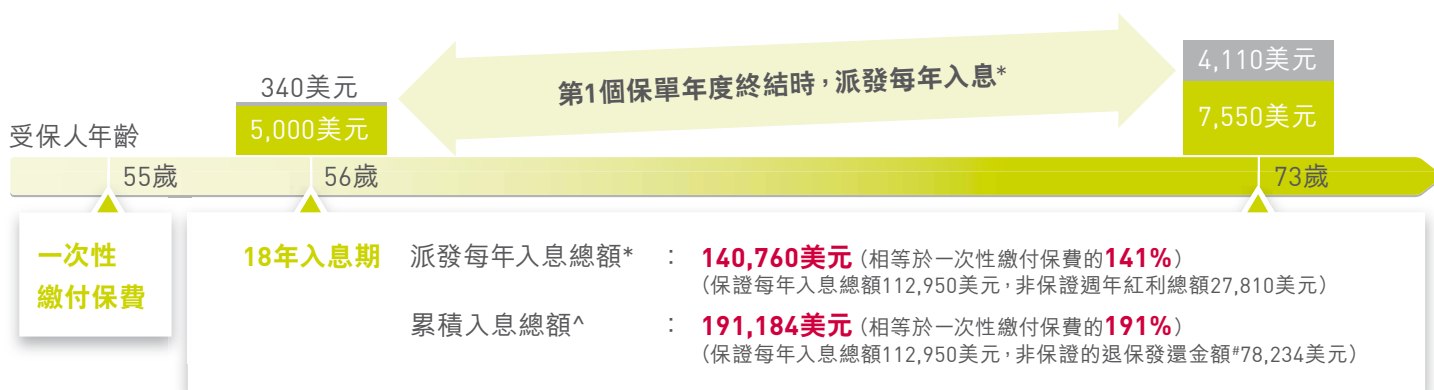 340美元
5,000美元
第1個保單年度終結時，派發每年入息*
4,110美元
7,550美元
受保人年齡
55歲
56歲
73歲
一次性
繳付保費
18年入息期 派發每年入息總額* : 140,760美元（相等於一次性繳付保費的141%）
（保證每年入息總額112,950美元，非保證週年紅利總額27,810美元）
累積入息總額^ : 191,184美元（相等於一次性繳付保費的191%）
（保證每年入息總額112,950美元，非保證的退保發還金額#78,234美元）